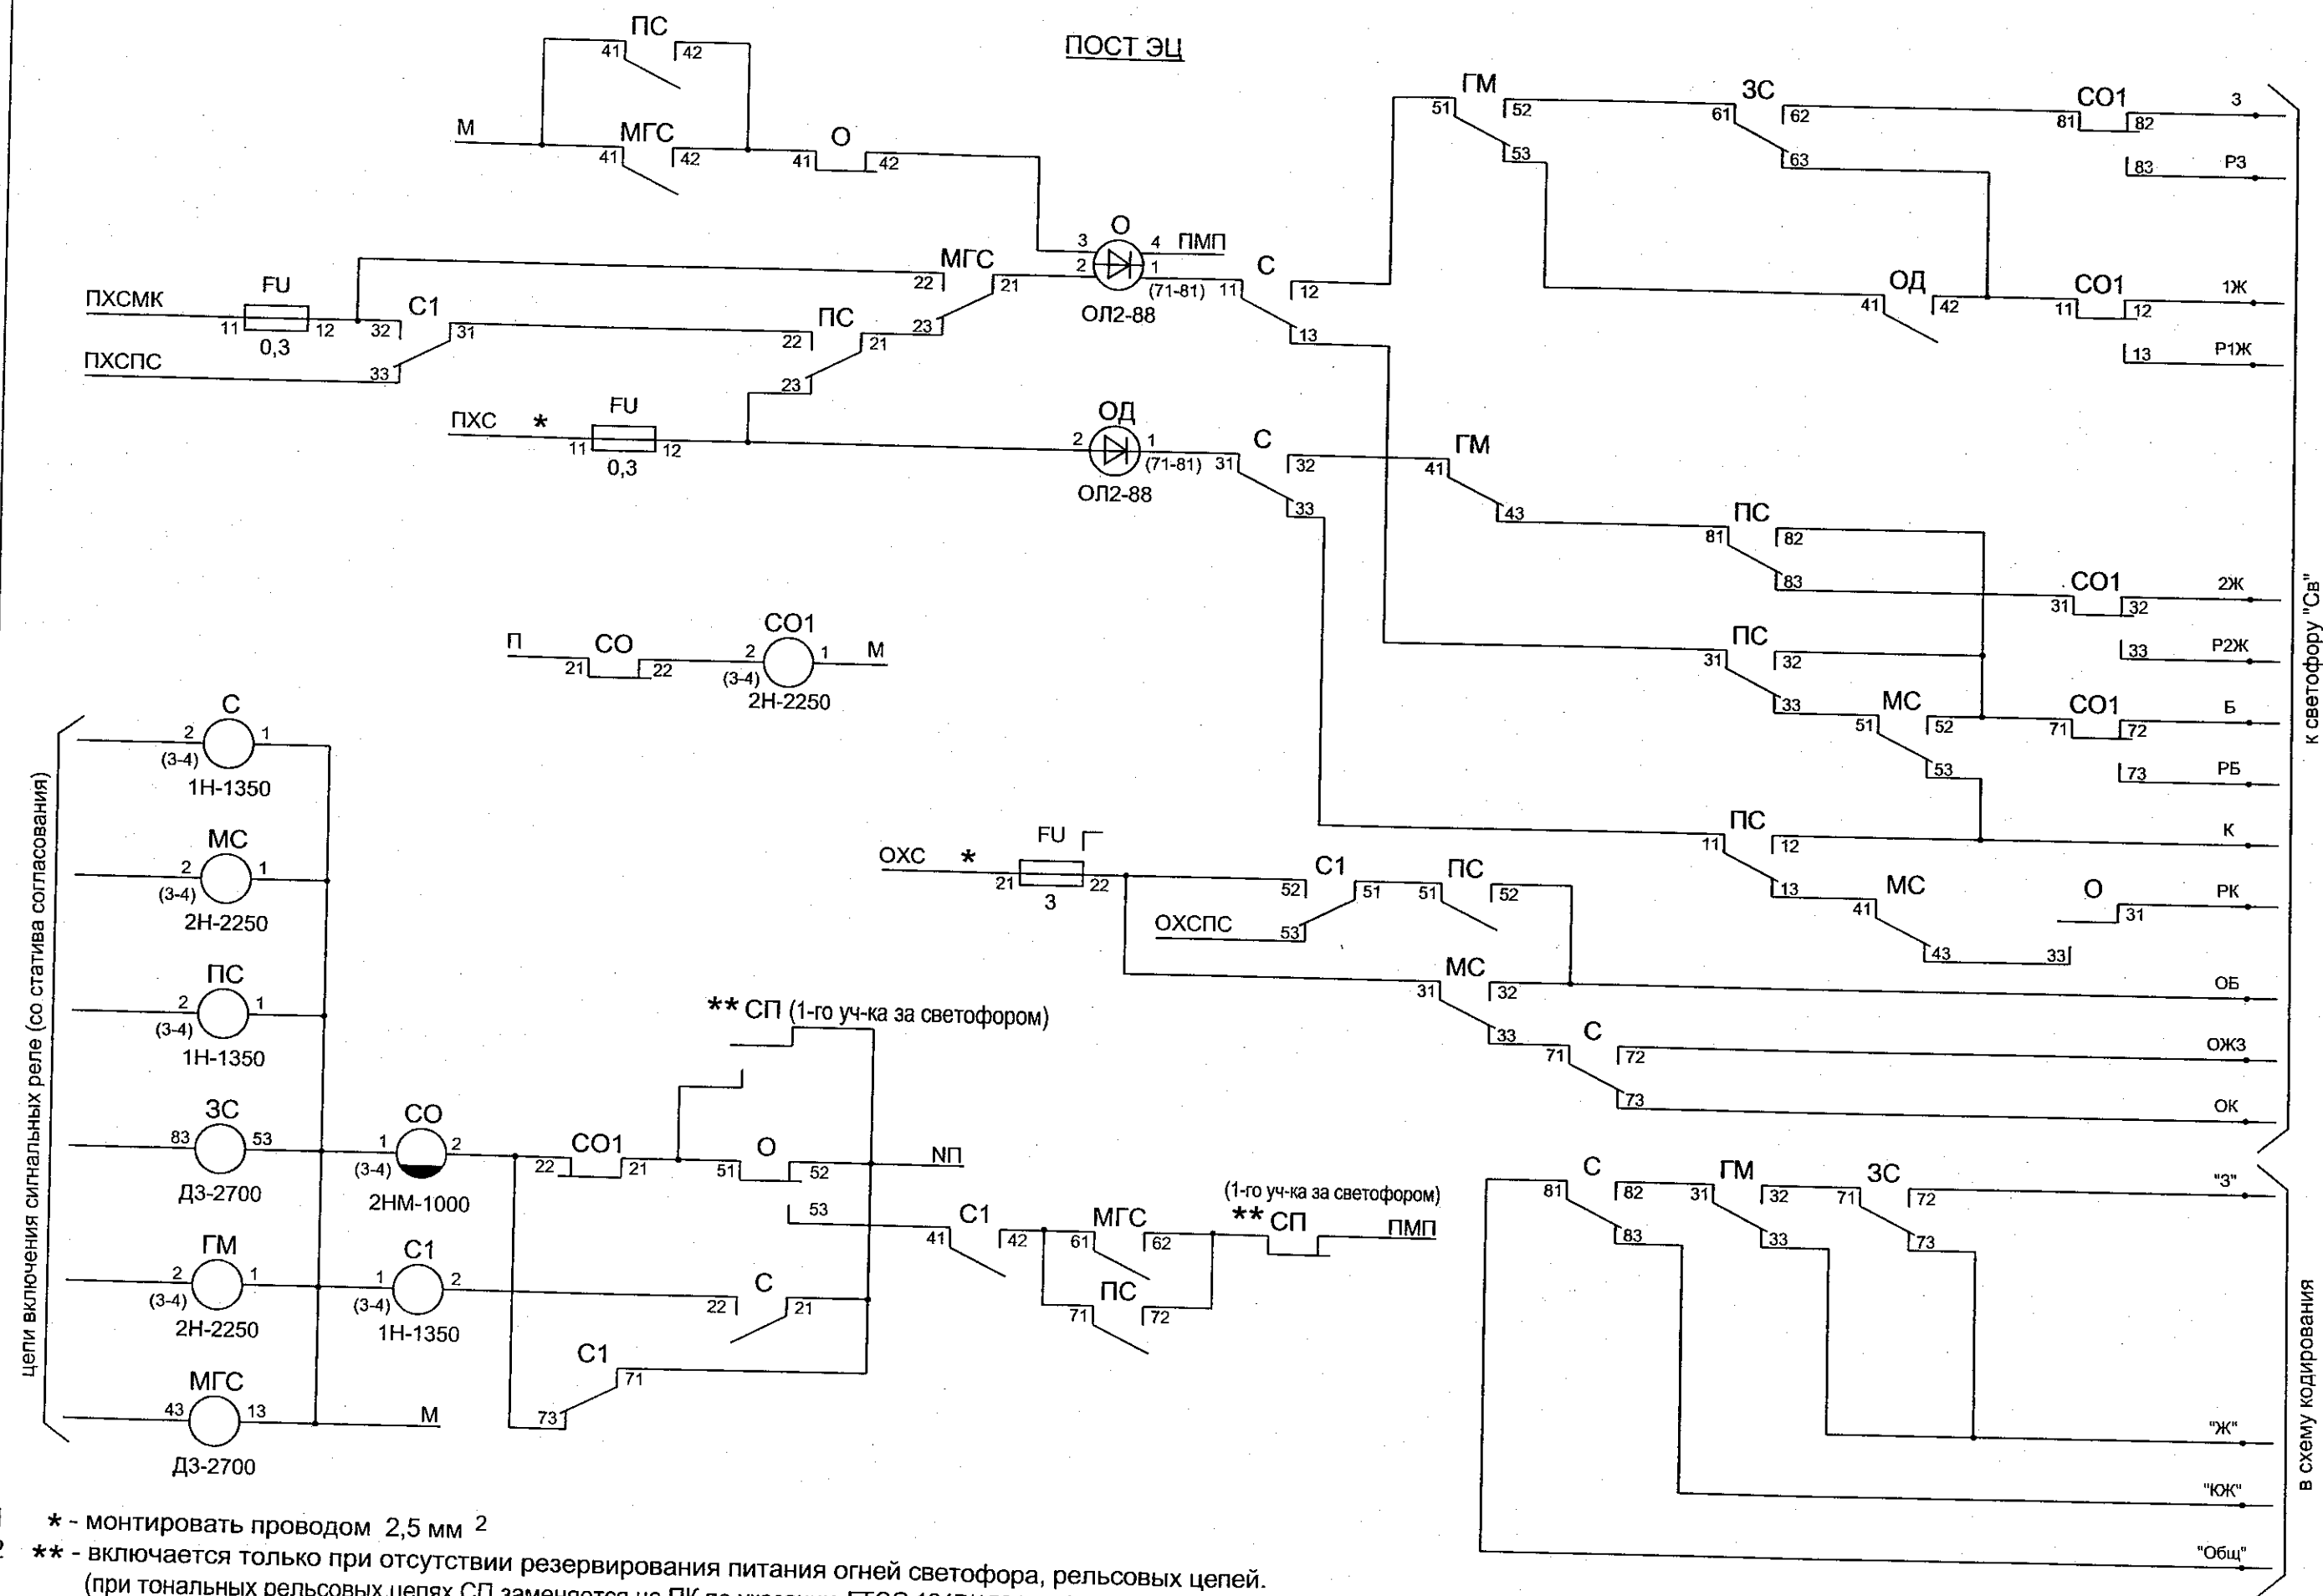 ПОСТ ЭЦ
ПС
41 42
М
МГС
41 42
О
41 42
О
3 4 ПМП
2 1
(71-81)
ОЛ2-88
ПХСМК
FU
11 12
0,3
С1
32 31
33
ПХСПС
МГС
22 21
23
ПС
22 21
23
ПХС *
FU
11 12
0,3
ОД
2 1
(71-81)
ОЛ2-88
С
11 12
13
ГМ
51 52
53
ЗС
61 62
63
СО1
81 82
83
З
РЗ
ОД
41 42
СО1
11 12
13
1Ж
Р1Ж
С
31 32
33
ГМ
41
43
ПС
81 82
83
СО1
31 32
33
2Ж
Р2Ж
ПС
31 32
33
МС
51 52
53
СО1
71 72
73
Б
РБ
ПС
11 12
13
К
МС
41
43
О
31
33
РК
к светофору "Св"
П
СО
21 22
СО1
2 1
(3-4)
2Н-2250
М
ОХС *
FU
21 22
3
С1
52 51
53
ОХСПС
ПС
51 52
МС
31 32
33
ОБ
С
71 72
73
ОЖЗ
ОК
цепи включения сигнальных реле (со статива согласования)
С
2 1
(3-4)
1Н-1350
МС
2 1
(3-4)
2Н-2250
ПС
2 1
(3-4)
1Н-1350
ЗС
83 53
Д3-2700
ГМ
2 1
(3-4)
2Н-2250
МГС
43 13
Д3-2700
М
СО
1 2
(3-4)
2НМ-1000
С1
1 2
(3-4)
1Н-1350
** СП (1-го уч-ка за светофором)
СО1
22 21
О
51 52
53
NП
С
22 21
С1
71
73
С1
41 42
МГС
61 62
ПС
71 72
(1-го уч-ка за светофором)
** СП
ПМП
С
81 82
83
ГМ
31 32
33
ЗС
71 72
73
"З"
"Ж"
"КЖ"
"Общ"
в схему кодирования
* - монтировать проводом 2,5 мм 2
** - включается только при отсутствии резервирования питания огней светофора, рельсовых цепей.
(при тональных рельсовых цепях СП заменяется на ПК по указанию ГТСС